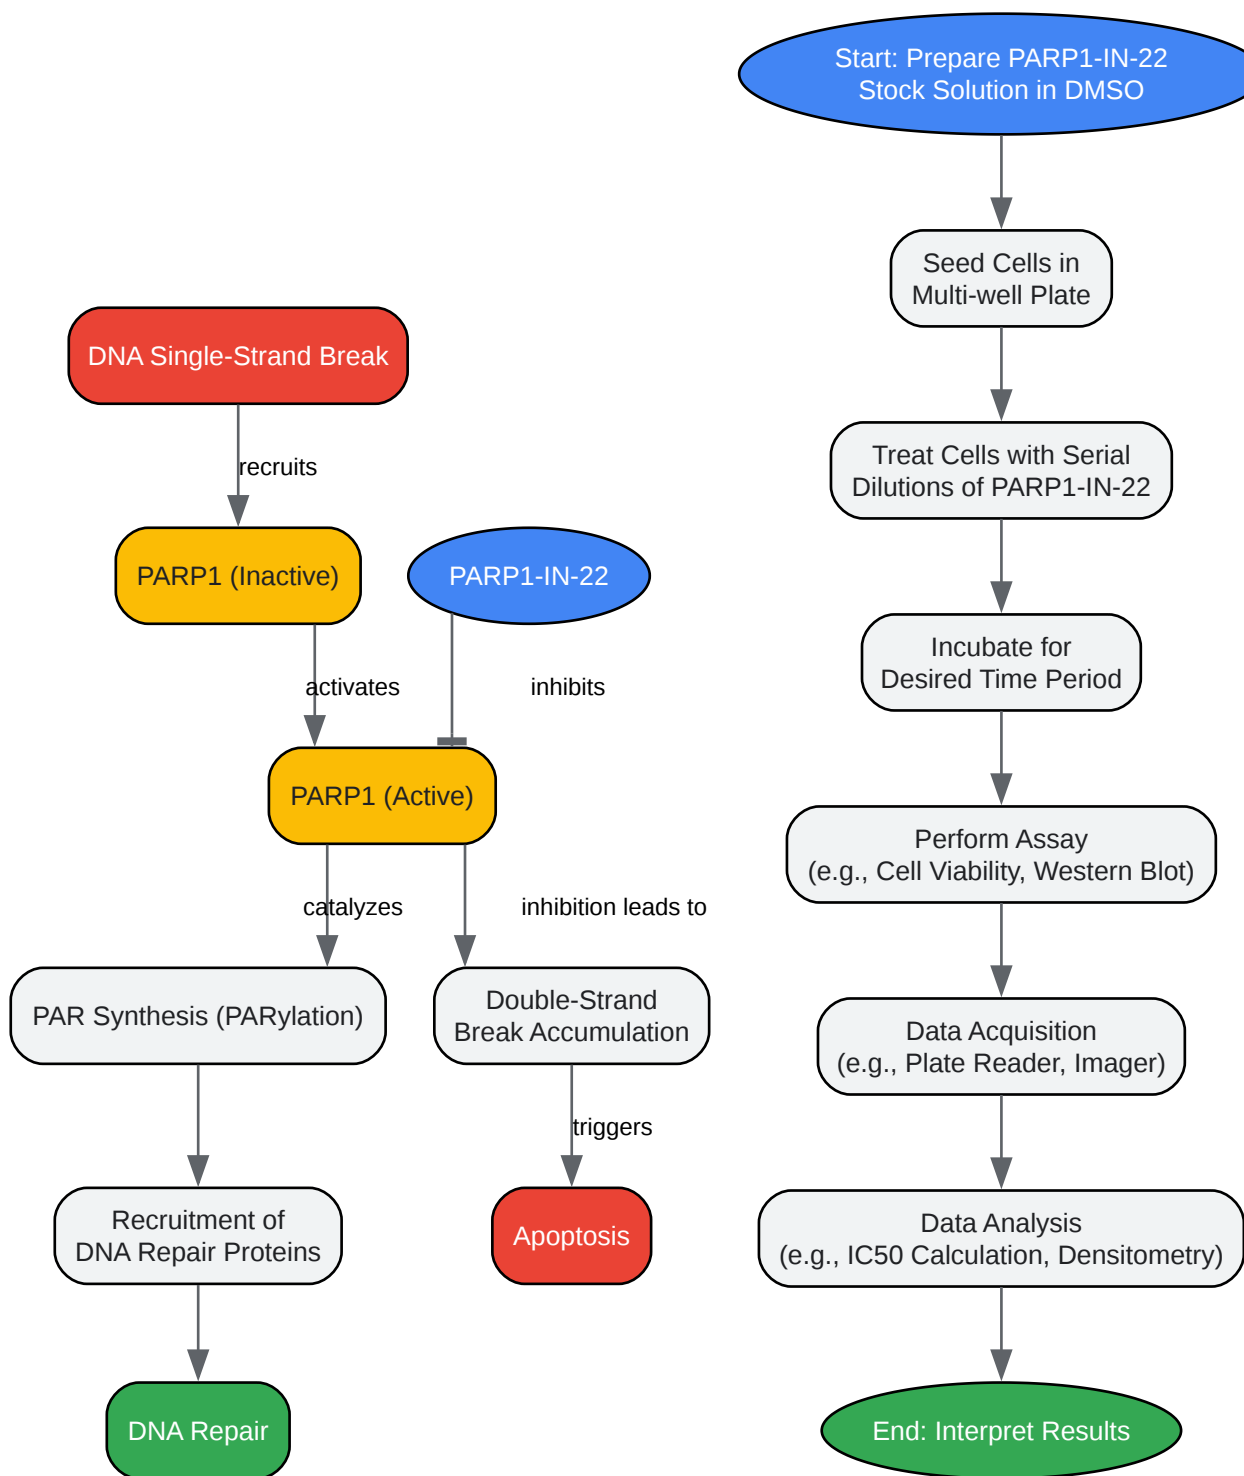 DNA Single-Strand Break
recruits
PARP1 (Inactive)
PARP1-IN-22
activates
inhibits
PARP1 (Active)
catalyzes
inhibition leads to
PAR Synthesis (PARylation)
Double-Strand
Break Accumulation
triggers
Recruitment of
DNA Repair Proteins
Apoptosis
DNA Repair
Start: Prepare PARP1-IN-22
Stock Solution in DMSO
Seed Cells in
Multi-well Plate
Treat Cells with Serial
Dilutions of PARP1-IN-22
Incubate for
Desired Time Period
Perform Assay
(e.g., Cell Viability, Western Blot)
Data Acquisition
(e.g., Plate Reader, Imager)
Data Analysis
(e.g., IC50 Calculation, Densitometry)
End: Interpret Results